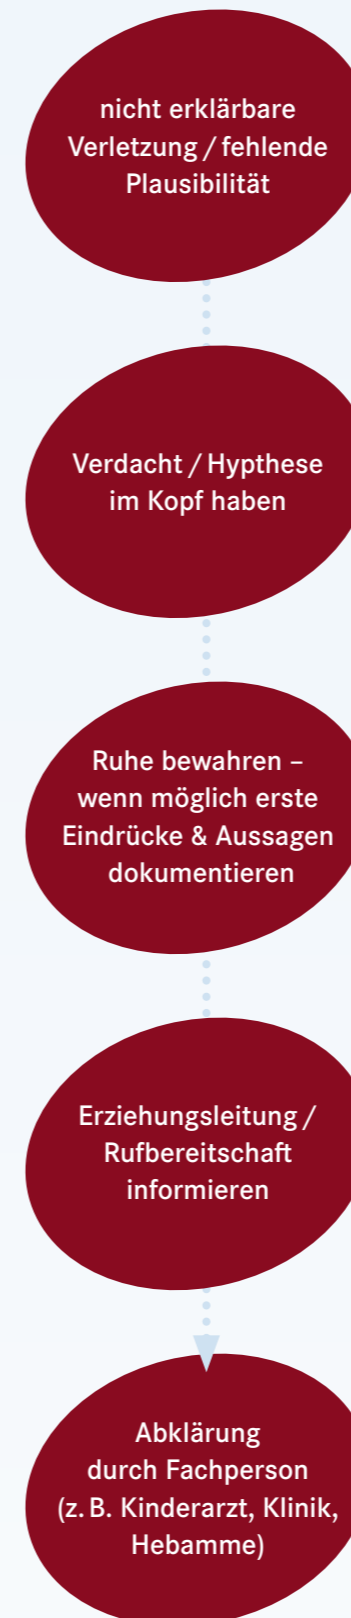 nicht erklärbare
Verletzung / fehlende
Plausibilität
Verdacht / Hypthese
im Kopf haben
Ruhe bewahren –
wenn möglich erste
Eindrücke & Aussagen
dokumentieren
Erziehungsleitung /
Rufbereitschaft
informieren
Abklärung
durch Fachperson
(z. B. Kinderarzt, Klinik,
Hebamme)